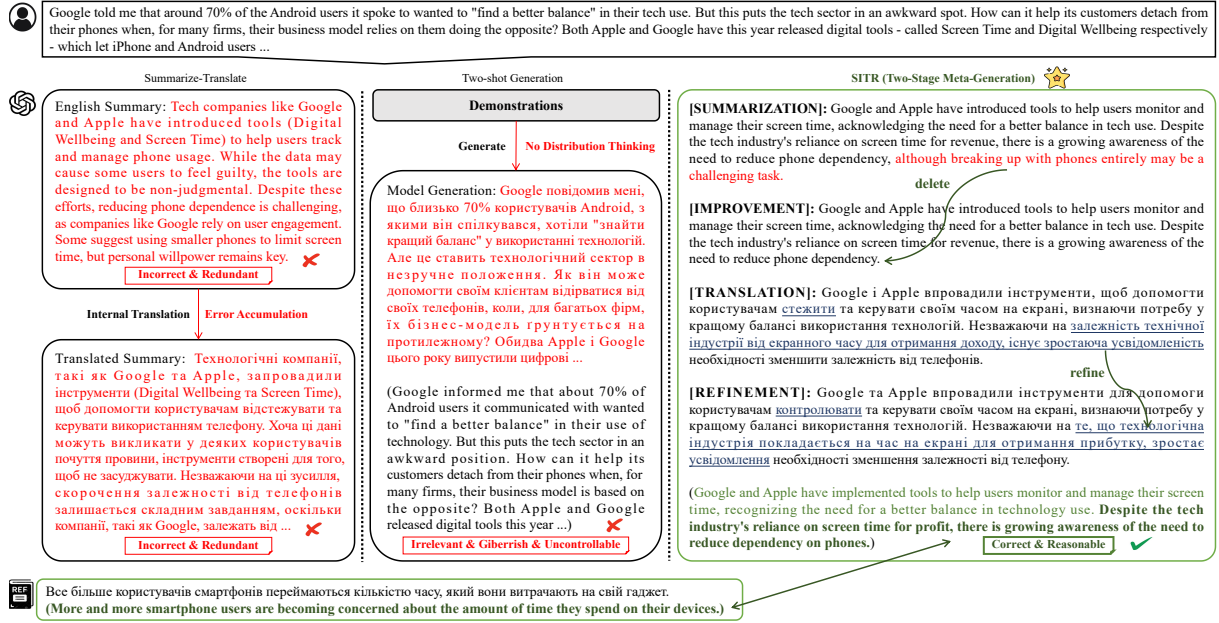 Google told me that around 70% of the Android users it spoke to wanted to "find a better balance" in their tech use. But this puts the tech sector in an awkward spot. How can it help its customers detach from
their phones when, for many firms, their business model relies on them doing the opposite? Both Apple and Google have this year released digital tools - called Screen Time and Digital Wellbeing respectively
- which let iPhone and Android users ...
Summarize-Translate
English Summary: Tech companies like Google
and Apple have introduced tools (Digital
Wellbeing and Screen Time) to help users track
and manage phone usage. While the data may
cause some users to feel guilty, the tools are
designed to be non-judgmental. Despite these
efforts, reducing phone dependence is challenging,
as companies like Google rely on user engagement.
Some suggest using smaller phones to limit screen
time, but personal willpower remains key.
Incorrect & Redundant
Internal Translation
Error Accumulation
Translated Summary: Технологічні компанії,
такі як Google та Apple, запровадили
інструменти (Digital Wellbeing та Screen Time),
щоб допомогти користувачам відстежувати та
керувати використанням телефону. Хоча ці дані
можуть викликати у деяких користувачів
почуття провини, інструменти створені для того,
щоб не засуджувати. Незважаючи на ці зусилля,
скорочення залежності від телефонів
залишається складним завданням, оскільки
компанії, такі як Google, залежать від ...
Incorrect & Redundant
Two-shot Generation
Demonstrations
Generate
No Distribution Thinking
Model Generation: Google повідомив мені,
що близько 70% користувачів Android, з
якими він спілкувався, хотіли "знайти
кращий баланс" у використанні технологій.
Але це ставить технологічний сектор в
незручне положення. Як він може
допомогти своїм клієнтам відірватися від
своїх телефонів, коли, для багатьох фірм,
їх бізнес-модель ґрунтується на
протилежному? Обидва Apple і Google
цього року випустили цифрові ...
(Google informed me that about 70% of
Android users it communicated with wanted
to "find a better balance" in their use of
technology. But this puts the tech sector in an
awkward position. How can it help its
customers detach from their phones when, for
many firms, their business model is based on
the opposite? Both Apple and Google
released digital tools this year ...)
Irrelevant & Giberrish & Uncontrollable
SITR (Two-Stage Meta-Generation)
[SUMMARIZATION]: Google and Apple have introduced tools to help users monitor and
manage their screen time, acknowledging the need for a better balance in tech use. Despite
the tech industry's reliance on screen time for revenue, there is a growing awareness of the
need to reduce phone dependency, although breaking up with phones entirely may be a
challenging task.
delete
[IMPROVEMENT]: Google and Apple have introduced tools to help users monitor and
manage their screen time, acknowledging the need for a better balance in tech use. Despite
the tech industry's reliance on screen time for revenue, there is a growing awareness of the
need to reduce phone dependency.
[TRANSLATION]: Google і Apple впровадили інструменти, щоб допомогти
користувачам стежити та керувати своїм часом на екрані, визнаючи потребу у
кращому балансі використання технологій. Незважаючи на залежність технічної
індустрії від екранного часу для отримання доходу, існує зростаюча усвідомленість
необхідності зменшити залежність від телефонів.
refine
[REFINEMENT]: Google та Apple впровадили інструменти для допомоги
користувачам контролювати та керувати своїм часом на екрані, визнаючи потребу у
кращому балансі використання технологій. Незважаючи на те, що технологічна
індустрія покладається на час на екрані для отримання прибутку, зростає
усвідомлення необхідності зменшення залежності від телефону.
(Google and Apple have implemented tools to help users monitor and manage their screen
time, recognizing the need for a better balance in technology use. Despite the tech
industry's reliance on screen time for profit, there is growing awareness of the need to
reduce dependency on phones.)
Correct & Reasonable
REF
Все більше користувачів смартфонів переймаються кількістю часу, який вони витрачають на свій гаджет.
(More and more smartphone users are becoming concerned about the amount of time they spend on their devices.)